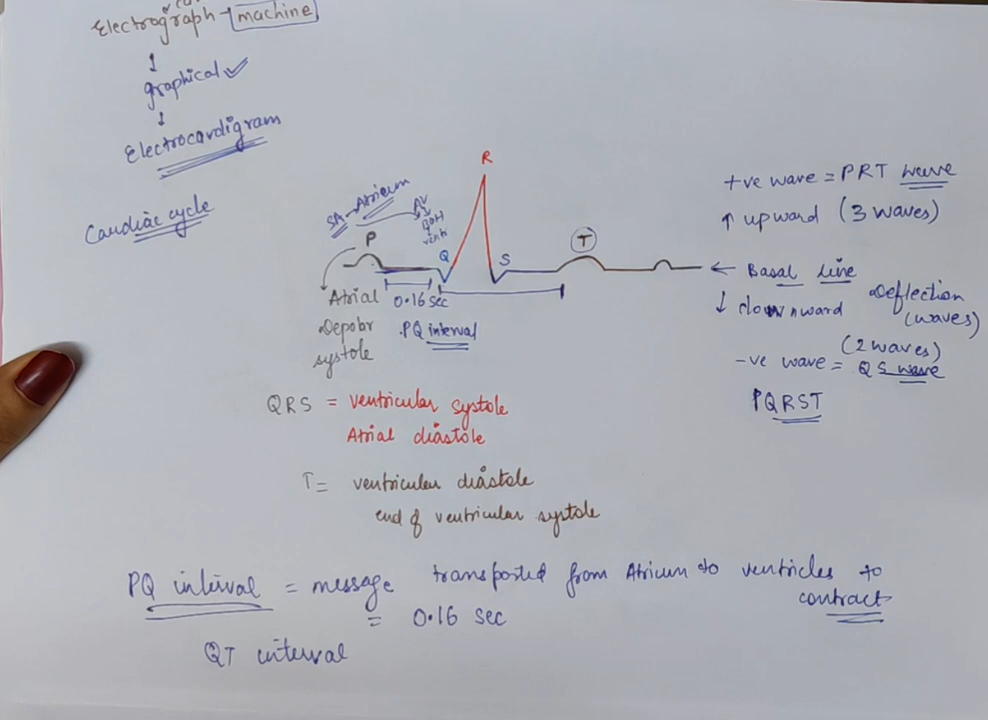 Electrograph - machine
↓
graphical ✓
↓
Electrocardigram
Cardiac cycle
R
SA - Atricum
AV
P
Q
S
T
Atrial
Depobr
systole
0.16 sec
PQ interval
+ve wave = PRT wave
↑ upward (3 waves)
← Basal line
↓ downward
Deflection
(waves)
(2 waves)
-ve wave = QS wave
PQRST
QRS = ventricular systole
Atrial diastole
T = ventricular diastole
end of ventricular systole
PQ interval = message transported from Atricum to ventricles to
contract
= 0.16 sec
QT interval